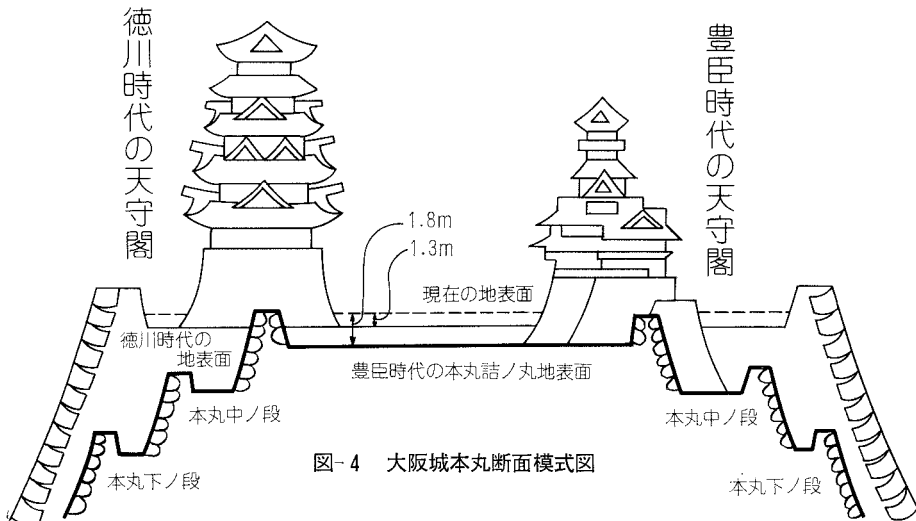 徳川時代の天守閣
豊臣時代の天守閣
1.8m
1.3m
現在の地表面
徳川時代の
地表面
豊臣時代の本丸詰ノ丸地表面
本丸中ノ段
本丸中ノ段
本丸下ノ段
本丸下ノ段
図-4 大阪城本丸断面模式図